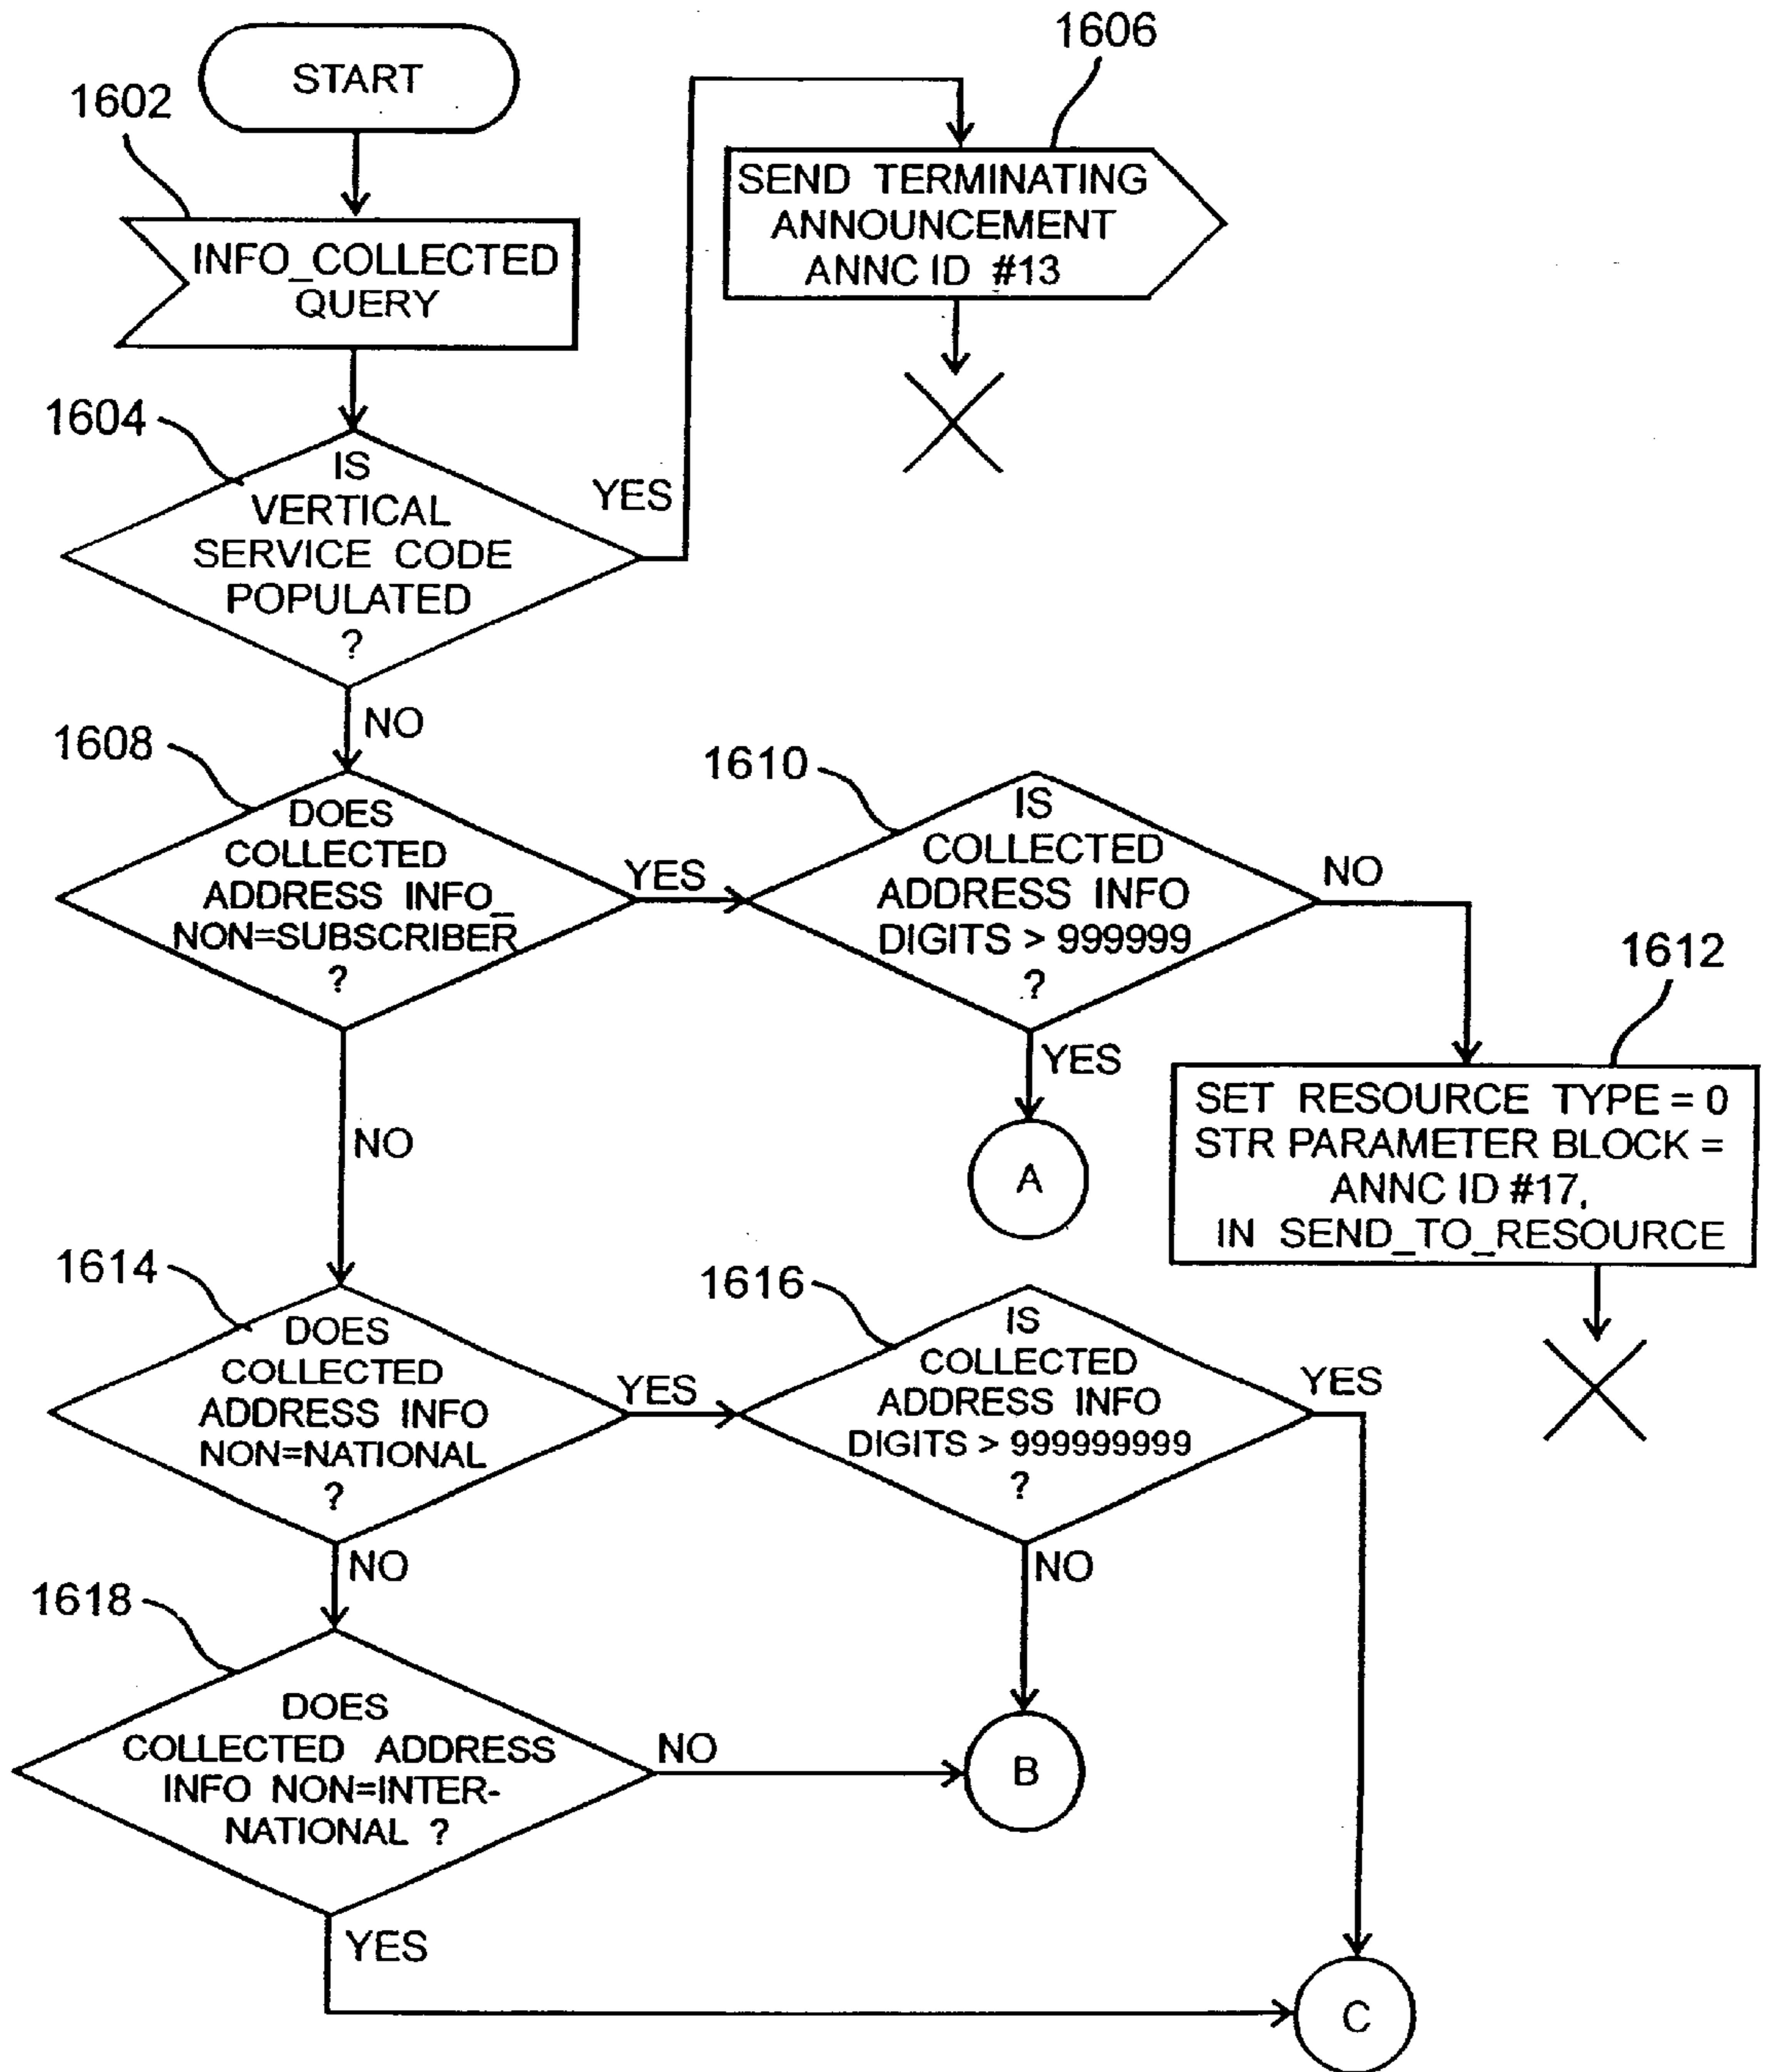 START
1602
INFO_COLLECTED
QUERY
1606
SEND TERMINATING
ANNOUNCEMENT
ANNC ID #13
1604
IS
VERTICAL
SERVICE CODE
POPULATED
?
YES
NO
1608
DOES
COLLECTED
ADDRESS INFO_
NON=SUBSCRIBER
?
YES
1610
IS
COLLECTED
ADDRESS INFO
DIGITS > 999999
?
NO
YES
A
1612
SET RESOURCE TYPE = 0
STR PARAMETER BLOCK =
ANNC ID #17,
IN SEND_TO_RESOURCE
NO
1614
DOES
COLLECTED
ADDRESS INFO
NON=NATIONAL
?
YES
1616
IS
COLLECTED
ADDRESS INFO
DIGITS > 999999999
?
YES
NO
NO
1618
DOES
COLLECTED ADDRESS
INFO NON=INTER-
NATIONAL ?
NO
B
YES
C